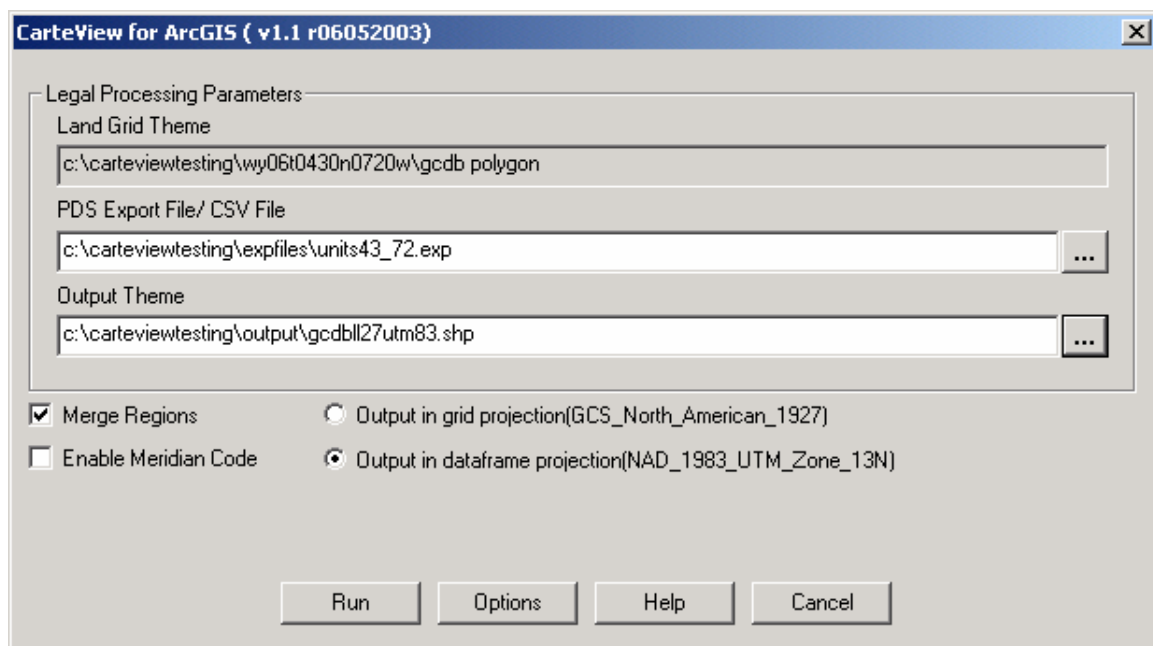 CarteView for ArcGIS ( v1.1 r06052003)
Legal Processing Parameters
Land Grid Theme
c:\carteviewtesting\wy06t0430n0720w\gcdb polygon
PDS Export File/ CSV File
c:\carteviewtesting\expfiles\units43_72.exp
...
Output Theme
c:\carteviewtesting\output\gcdbll27utm83.shp
...
Merge Regions
Output in grid projection(GCS_North_American_1927)
Enable Meridian Code
Output in dataframe projection(NAD_1983_UTM_Zone_13N)
Run
Options
Help
Cancel